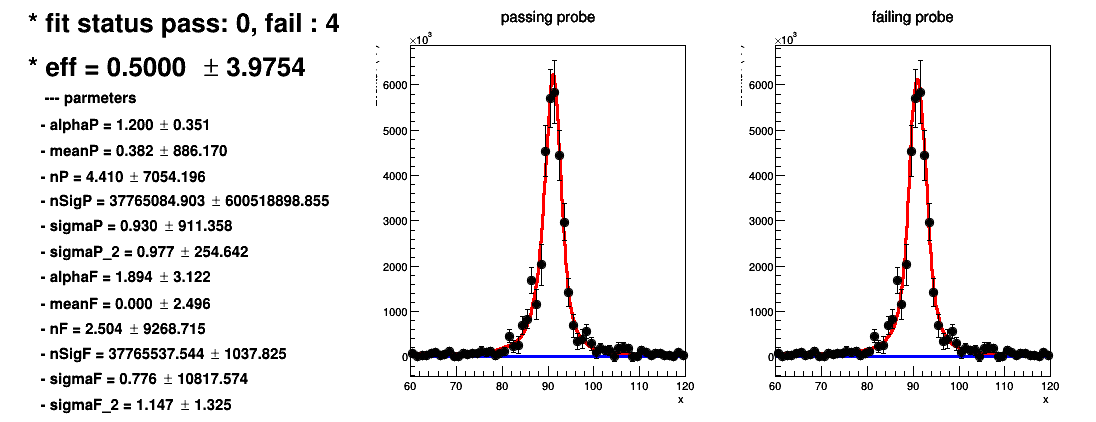 * fit status pass: 0, fail : 4
* eff = 0.5000 ± 3.9754
--- parmeters
- alphaP = 1.200 ± 0.351
- meanP = 0.382 ± 886.170
- nP = 4.410 ± 7054.196
- nSigP = 37765084.903 ± 600518898.855
- sigmaP = 0.930 ± 911.358
- sigmaP_2 = 0.977 ± 254.642
- alphaF = 1.894 ± 3.122
- meanF = 0.000 ± 2.496
- nF = 2.504 ± 9268.715
- nSigF = 37765537.544 ± 1037.825
- sigmaF = 0.776 ± 10817.574
- sigmaF_2 = 1.147 ± 1.325
passing probe
×10³
6000
5000
4000
3000
2000
1000
0
60 70 80 90 100 110 120
x
failing probe
×10³
6000
5000
4000
3000
2000
1000
0
60 70 80 90 100 110 120
x